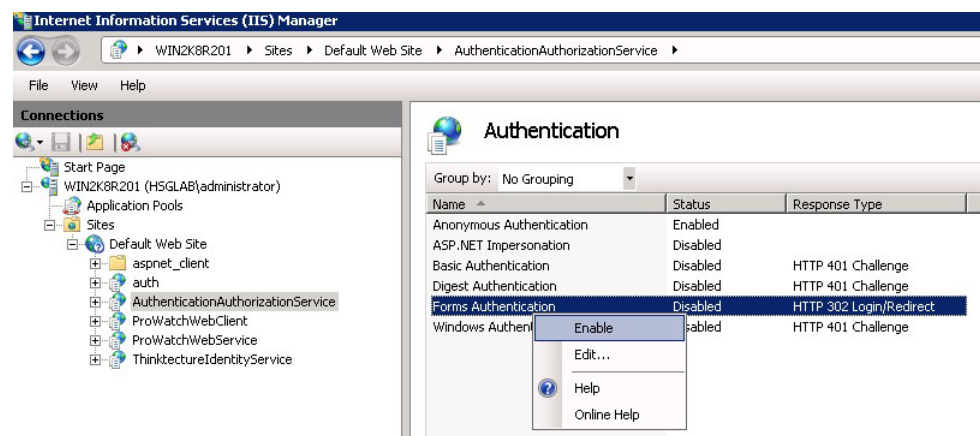 Internet Information Services (IIS) Manager
WIN2K8R201 Sites Default Web Site AuthenticationAuthorizationService
File View Help
Connections
Start Page
WIN2K8R201 (HSGLAB\administrator)
Application Pools
Sites
Default Web Site
aspnet_client
auth
AuthenticationAuthorizationService
ProWatchWebClient
ProWatchWebService
ThinktectureIdentityService
Authentication
Group by: No Grouping
Name Status Response Type
Anonymous Authentication Enabled
ASP.NET Impersonation Disabled
Basic Authentication Disabled HTTP 401 Challenge
Digest Authentication Disabled HTTP 401 Challenge
Forms Authentication Disabled HTTP 302 Login/Redirect
Windows Authent sabled HTTP 401 Challenge
Enable
Edit...
Help
Online Help